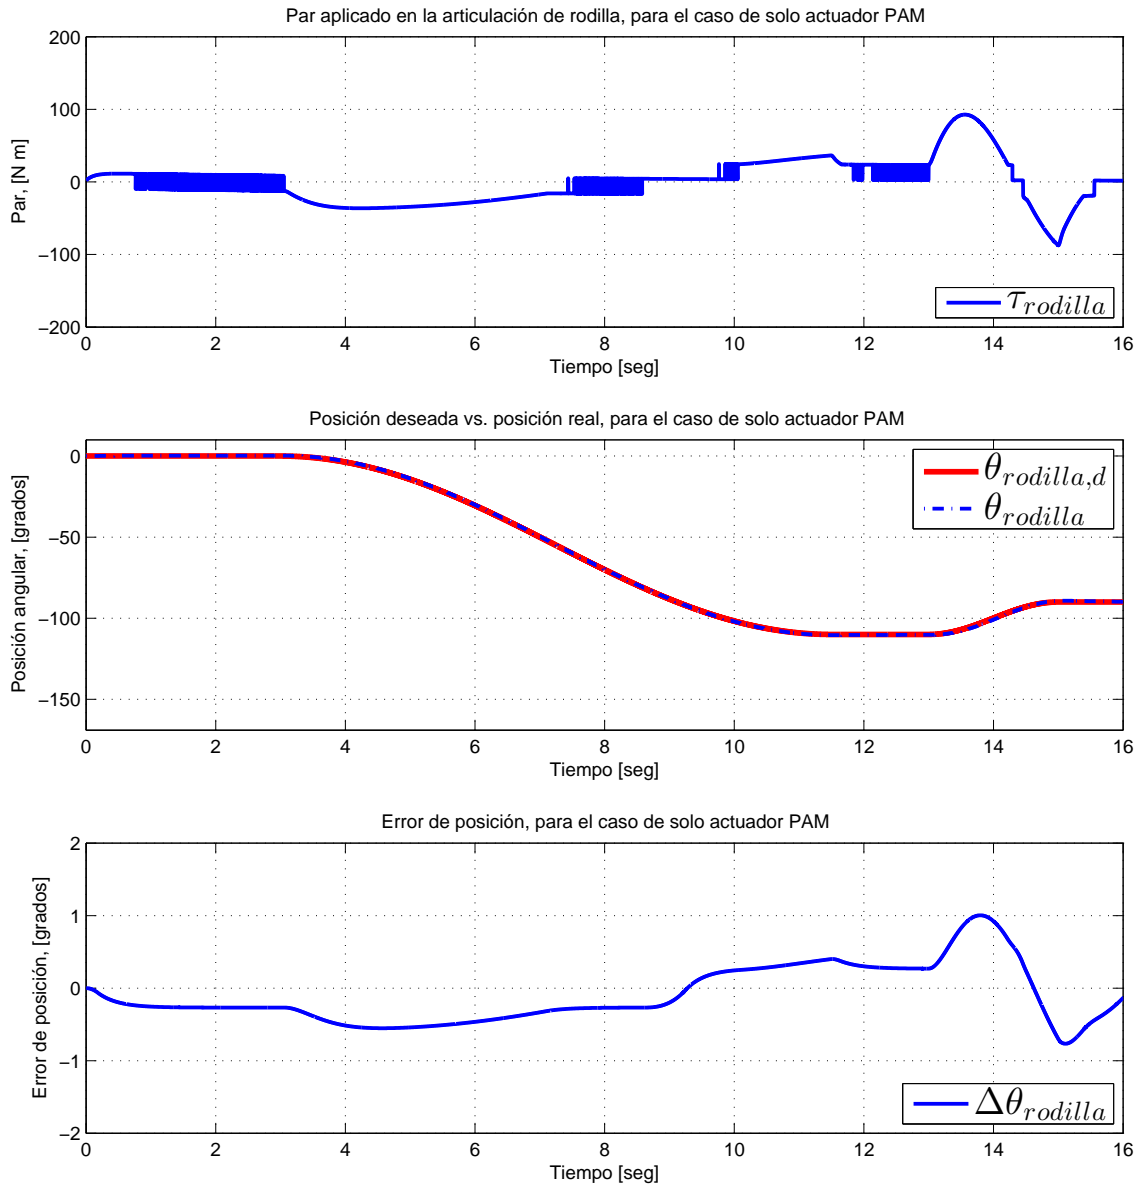 Par aplicado en la articulación de rodilla, para el caso de solo actuador PAM
200
100
0
−100
−200
Par, [N m]
τrodilla
0 2 4 6 8 10 12 14 16
Tiempo [seg]
Posición deseada vs. posición real, para el caso de solo actuador PAM
0
−50
−100
−150
Posición angular, [grados]
θrodilla,d
θrodilla
0 2 4 6 8 10 12 14 16
Tiempo [seg]
Error de posición, para el caso de solo actuador PAM
2
1
0
−1
−2
Error de posición, [grados]
Δθrodilla
0 2 4 6 8 10 12 14 16
Tiempo [seg]